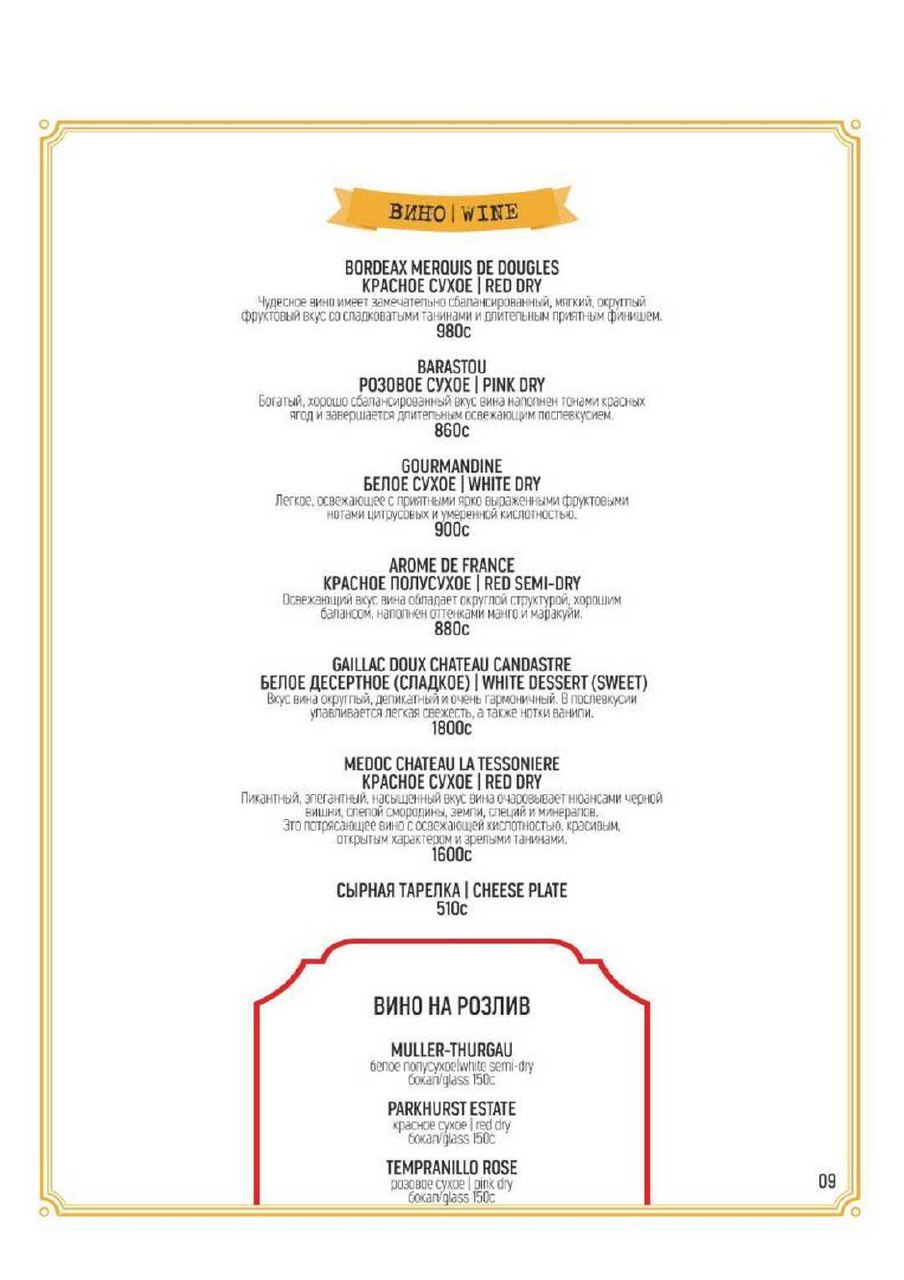 ВИНО | WINE
BORDEAX MERQUIS DE DOUGLES
КРАСНОЕ СУХОЕ | RED DRY
Чудесное вино имеет замечательно сбалансированный, мягкий, округлый
фруктовый вкус со сладковатыми танинами и длительным приятным финишем.
980с
BARASTOU
РОЗОВОЕ СУХОЕ | PINK DRY
Богатый, хорошо сбалансированный вкус вина наполнен тонами красных
ягод и завершается длительным освежающим послевкусием.
860с
GOURMANDINE
БЕЛОЕ СУХОЕ | WHITE DRY
Легкое, освежающее с приятными ярко выраженными фруктовыми
нотами цитрусовых и умеренной кислотностью.
900с
AROME DE FRANCE
КРАСНОЕ ПОЛУСУХОЕ | RED SEMI-DRY
Освежающий вкус вина обладает округлой структурой, хорошим
балансом, наполнен оттенками манго и маракуйи.
880с
GAILLAC DOUX CHATEAU CANDASTRE
БЕЛОЕ ДЕСЕРТНОЕ (СЛАДКОЕ) | WHITE DESSERT (SWEET)
Вкус вина округлый, деликатный и очень гармоничный. В послевкусии
улавливается легкая свежесть, а также нотки ванили.
1800с
MEDOC CHATEAU LA TESSONIERE
КРАСНОЕ СУХОЕ | RED DRY
Пикантный, элегантный, насыщенный вкус вина очаровывает нюансами черной
вишни, спелой смородины, земли, специй и минералов.
Это потрясающее вино с освежающей кислотностью, красивым,
открытым характером и зрелыми танинами.
1600с
СЫРНАЯ ТАРЕЛКА | CHEESE PLATE
510с
ВИНО НА РОЗЛИВ
MULLER-THURGAU
белое полусухое|white semi-dry
бокал/glass 150с
PARKHURST ESTATE
красное сухое | red dry
бокал/glass 150с
TEMPRANILLO ROSE
розовое сухое | pink dry
бокал/glass 150с
09